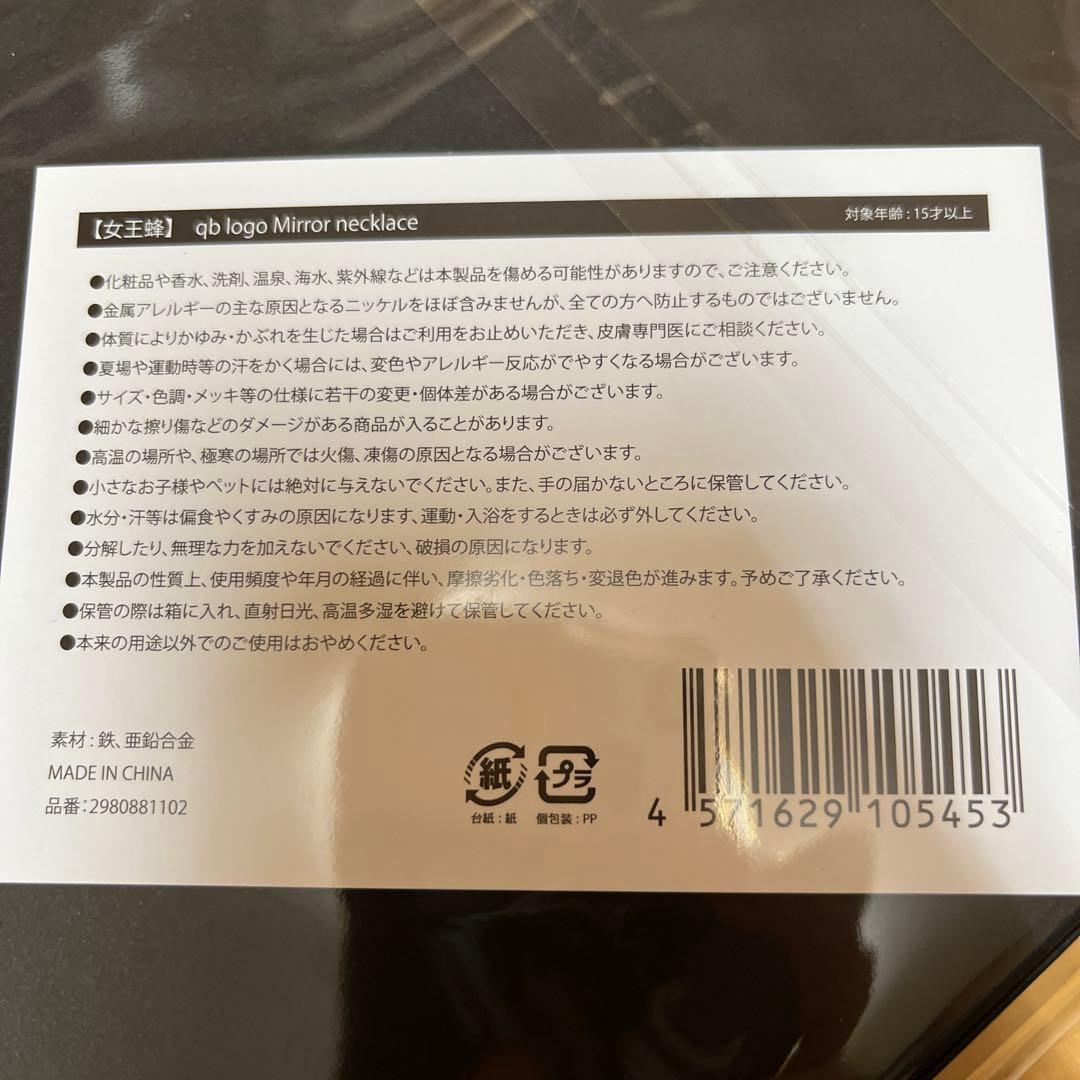 【女王蜂】 qb logo Mirror necklace 対象年齢:15才以上
●化粧品や香水、洗剤、温泉、海水、紫外線などは本製品を傷める可能性がありますので、ご注意ください。
●金属アレルギーの主な原因となるニッケルをほぼ含みませんが、全ての方へ防止するものではございません。
●体質によりかゆみ・かぶれを生じた場合はご利用をお止めいただき、皮膚専門医にご相談ください。
●夏場や運動時等の汗をかく場合には、変色やアレルギー反応がでやすくなる場合がございます。
●サイズ・色調・メッキ等の仕様に若干の変更・個体差がある場合がございます。
●細かな擦り傷などのダメージがある商品が入ることがあります。
●高温の場所や、極寒の場所では火傷、凍傷の原因となる場合がございます。
●小さなお子様やペットには絶対に与えないでください。また、手の届かないところに保管してください。
●水分・汗等は偏食やくすみの原因になります、運動・入浴をするときは必ず外してください。
●分解したり、無理な力を加えないでください、破損の原因になります。
●本製品の性質上、使用頻度や年月の経過に伴い、摩擦劣化・色落ち・変退色が進みます。予めご了承ください。
●保管の際は箱に入れ、直射日光、高温多湿を避けて保管してください。
●本来の用途以外でのご使用はおやめください。
素材:鉄、亜鉛合金
MADE IN CHINA
品番:2980881102
紙 プラ
台紙:紙 個包装:PP
4 571629 105453